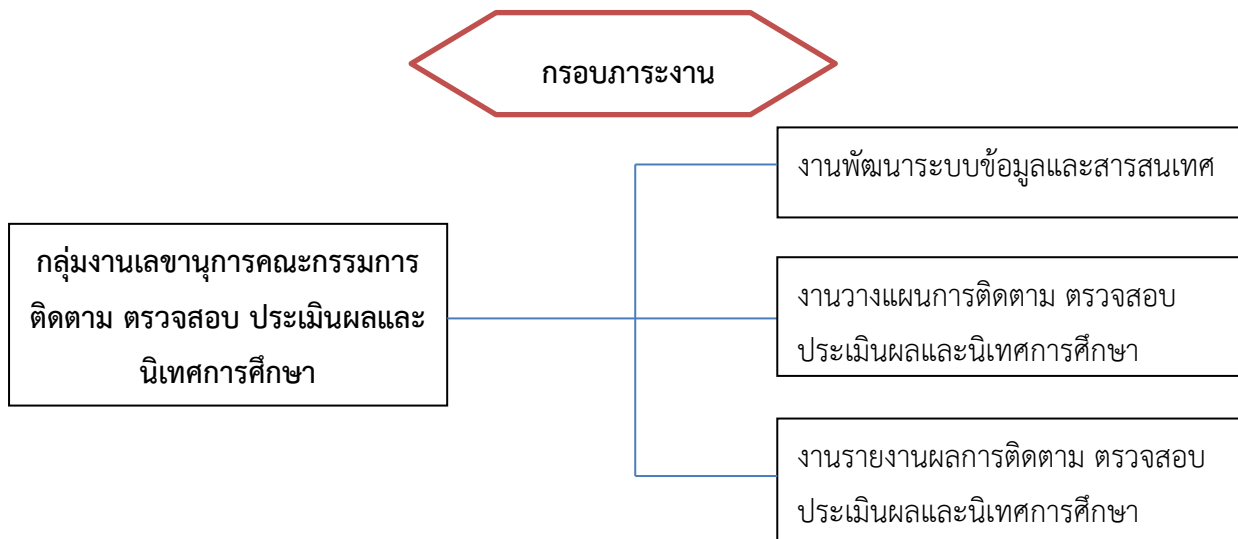 กรอบภาระงาน
กลุ่มงานเลขานุการคณะกรรมการ
ติดตาม ตรวจสอบ ประเมินผลและ
นิเทศการศึกษา
งานพัฒนาระบบข้อมูลและสารสนเทศ
งานวางแผนการติดตาม ตรวจสอบ
ประเมินผลและนิเทศการศึกษา
งานรายงานผลการติดตาม ตรวจสอบ
ประเมินผลและนิเทศการศึกษา